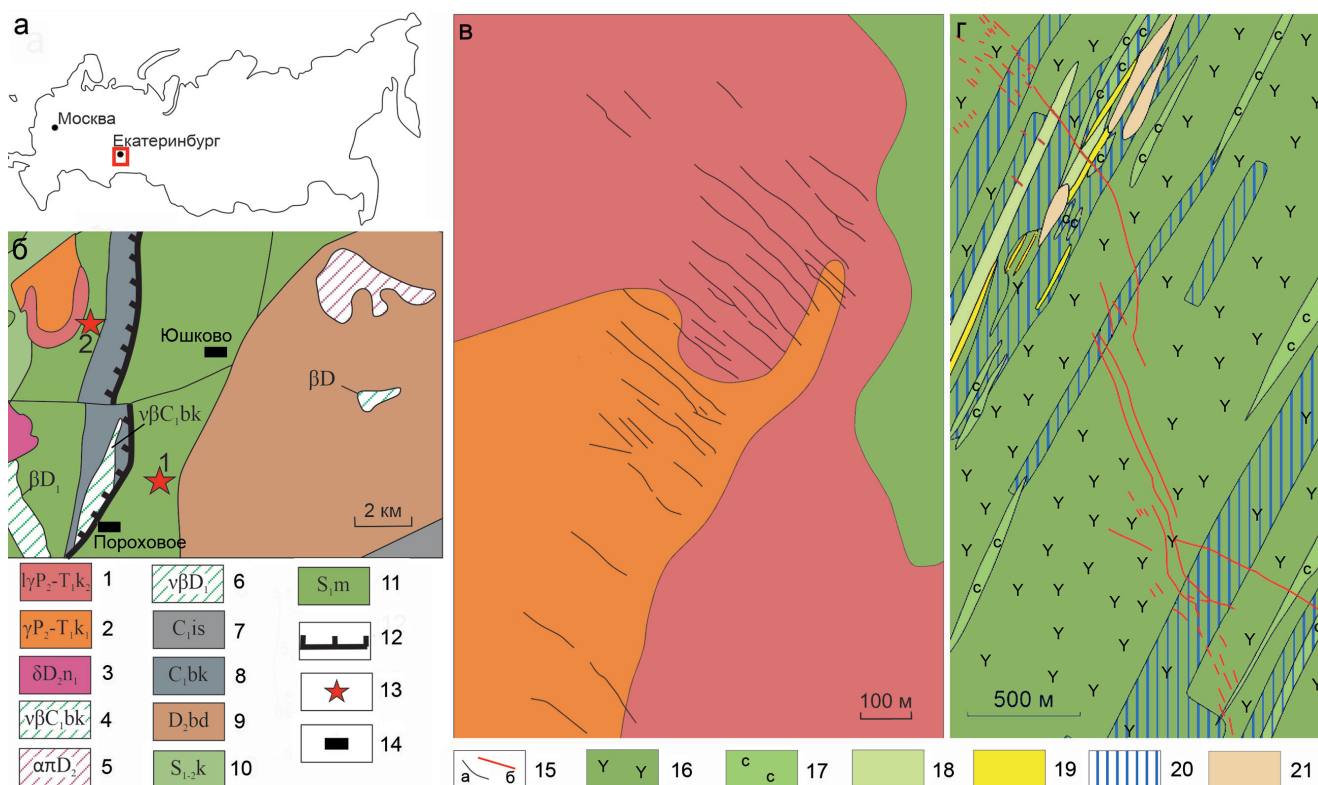 а
Москва
Екатеринбург
б
2
Юшково
βD
νβC₁bk
1
βD₁
2 км
Пороховое
lγP₂-T₁k₂ 1
γP₂-T₁k₁ 2
δD₂n₁ 3
νβC₁bk 4
απD₂ 5
νβD₁ 6
C₁is 7
C₁bk 8
D₂bd 9
S₁₋₂k 10
S₁m 11
12
13
14
в
100 м
г
500 м
а б 15
Y Y 16
c c 17
18
19
20
21